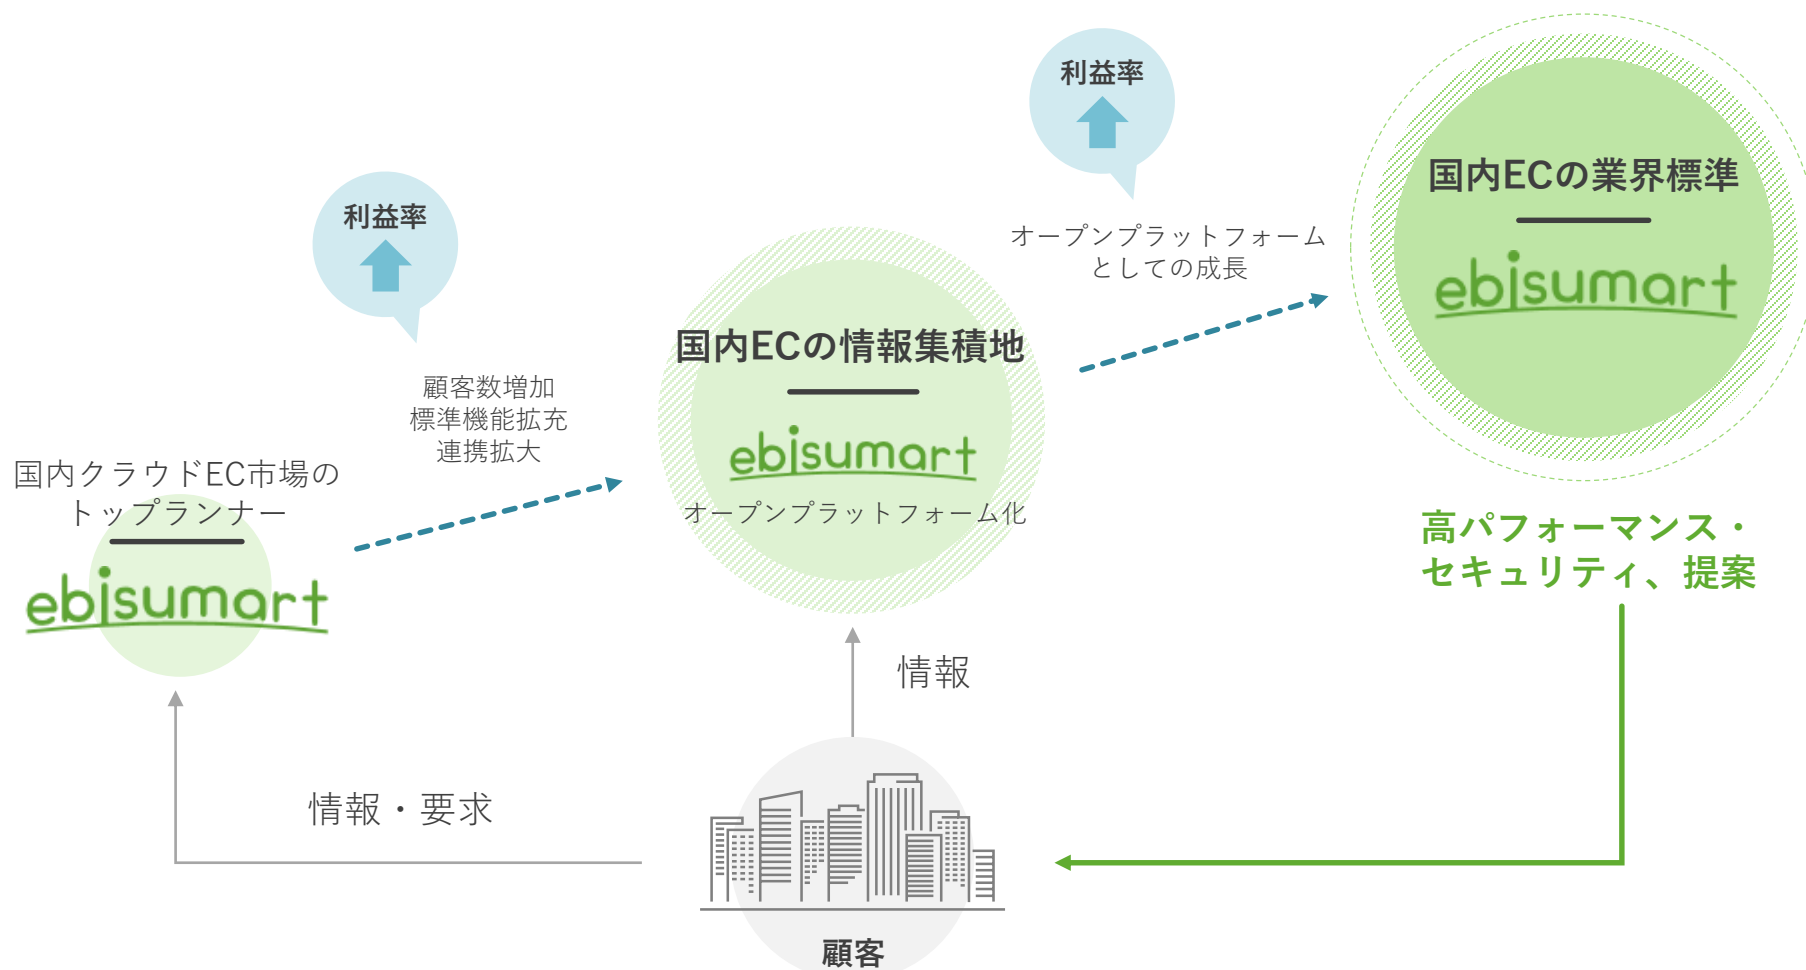 利益率
国内ECの業界標準
ebisumart
利益率
オープンプラットフォーム
としての成長
国内ECの情報集積地
ebisumart
オープンプラットフォーム化
顧客数増加
標準機能拡充
連携拡大
国内クラウドEC市場の
トップランナー
ebisumart
高パフォーマンス・
セキュリティ、提案
情報
情報・要求
顧客